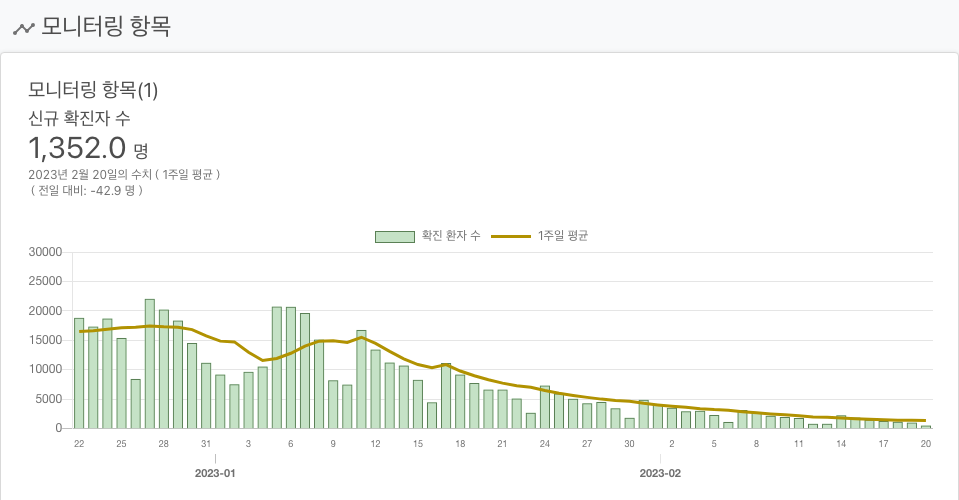 모니터링 항목
모니터링 항목(1)
신규 확진자 수
1,352.0 명
2023년 2월 20일의 수치 ( 1주일 평균 )
( 전일 대비: -42.9 명 )
확진 환자 수 1주일 평균
30000
25000
20000
15000
10000
5000
0
22 25 28 31 3 6 9 12 15 18 21 24 27 30 2 5 8 11 14 17 20
2023-01 2023-02